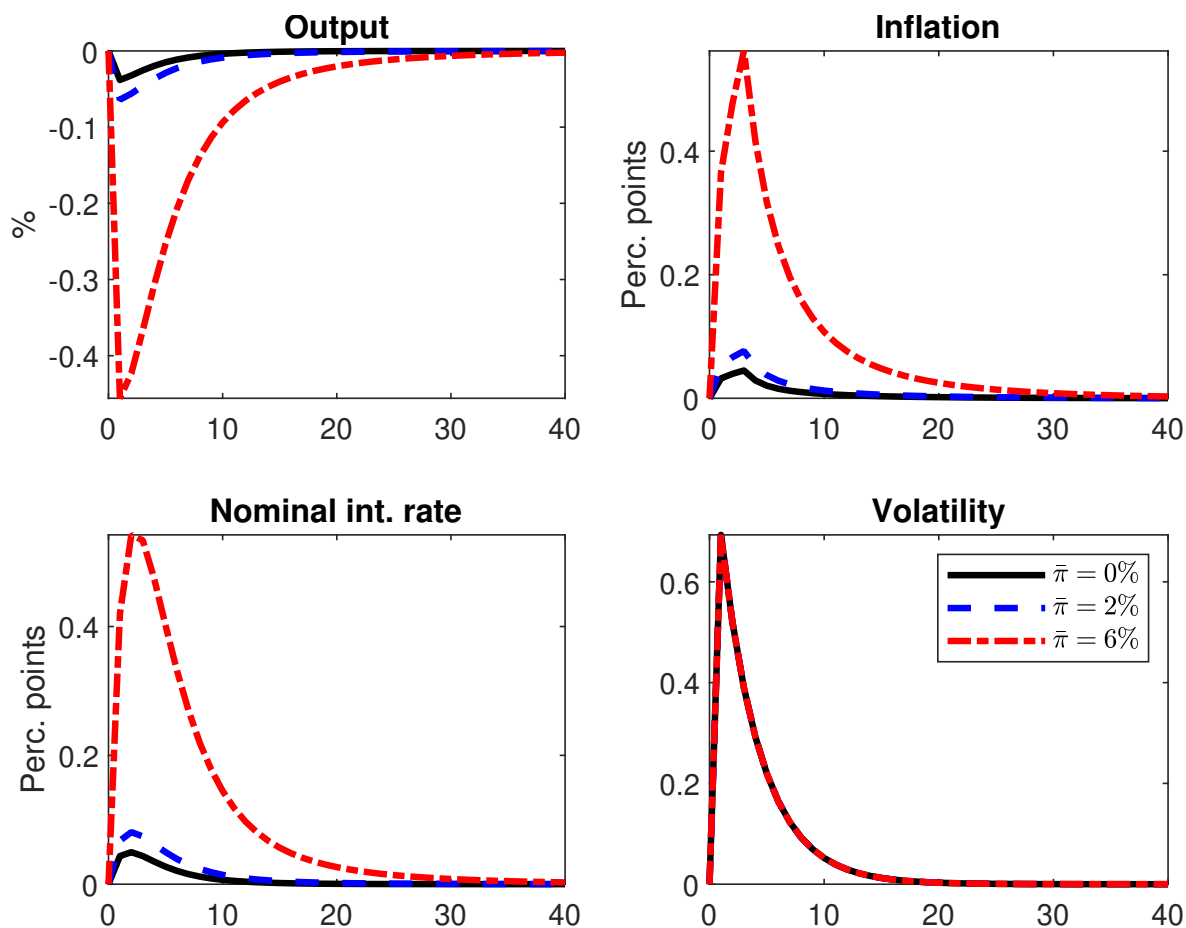 Output
0
-0.1
-0.2
-0.3
-0.4
%
0 10 20 30 40
Inflation
0.4
0.2
0
Perc. points
0 10 20 30 40
Nominal int. rate
0.4
0.2
0
Perc. points
0 10 20 30 40
Volatility
0.6
0.4
0.2
0
0 10 20 30 40
π̄ = 0%
π̄ = 2%
π̄ = 6%